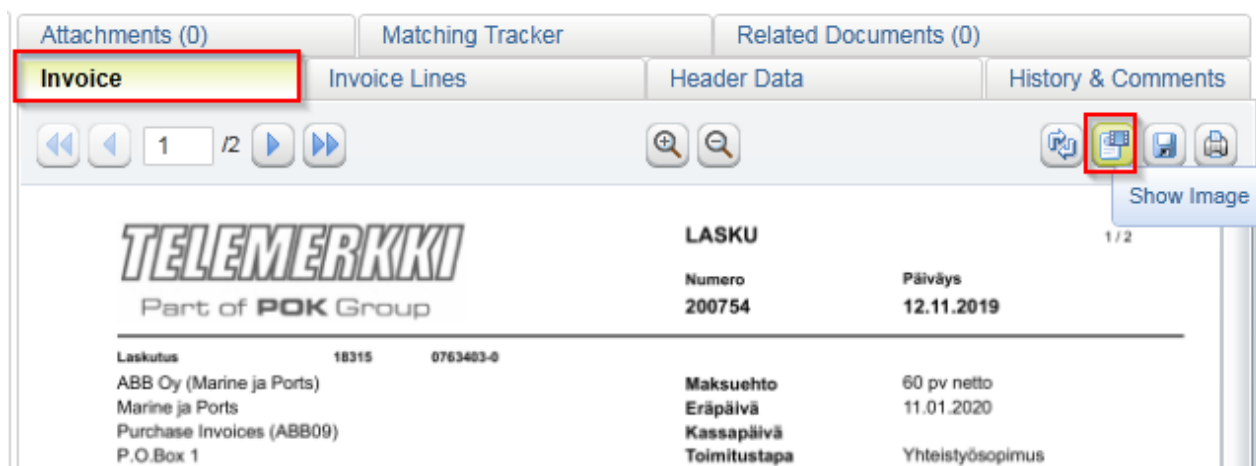 Attachments (0) Matching Tracker Related Documents (0)
Invoice Invoice Lines Header Data History & Comments
1 /2
Show Image
TELEMERKKI LASKU 1 / 2
Part of POK Group
Numero Päiväys
200754 12.11.2019
Laskutus 18315 0763403-0
ABB Oy (Marine ja Ports) Maksuehto 60 pv netto
Marine ja Ports Eräpäivä 11.01.2020
Purchase Invoices (ABB09) Kassapäivä
P.O.Box 1 Toimitustapa Yhteistyösopimus